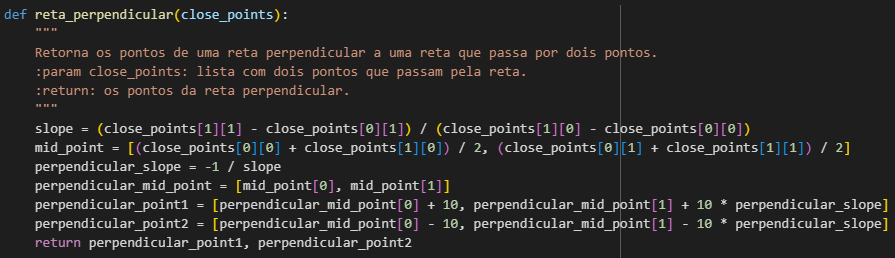 def reta_perpendicular(close_points):
    """
    Retorna os pontos de uma reta perpendicular a uma reta que passa por dois pontos.
    :param close_points: lista com dois pontos que passam pela reta.
    :return: os pontos da reta perpendicular.
    """
    slope = (close_points[1][1] - close_points[0][1]) / (close_points[1][0] - close_points[0][0])
    mid_point = [(close_points[0][0] + close_points[1][0]) / 2, (close_points[0][1] + close_points[1][1]) / 2]
    perpendicular_slope = -1 / slope
    perpendicular_mid_point = [mid_point[0], mid_point[1]]
    perpendicular_point1 = [perpendicular_mid_point[0] + 10, perpendicular_mid_point[1] + 10 * perpendicular_slope]
    perpendicular_point2 = [perpendicular_mid_point[0] - 10, perpendicular_mid_point[1] - 10 * perpendicular_slope]
    return perpendicular_point1, perpendicular_point2